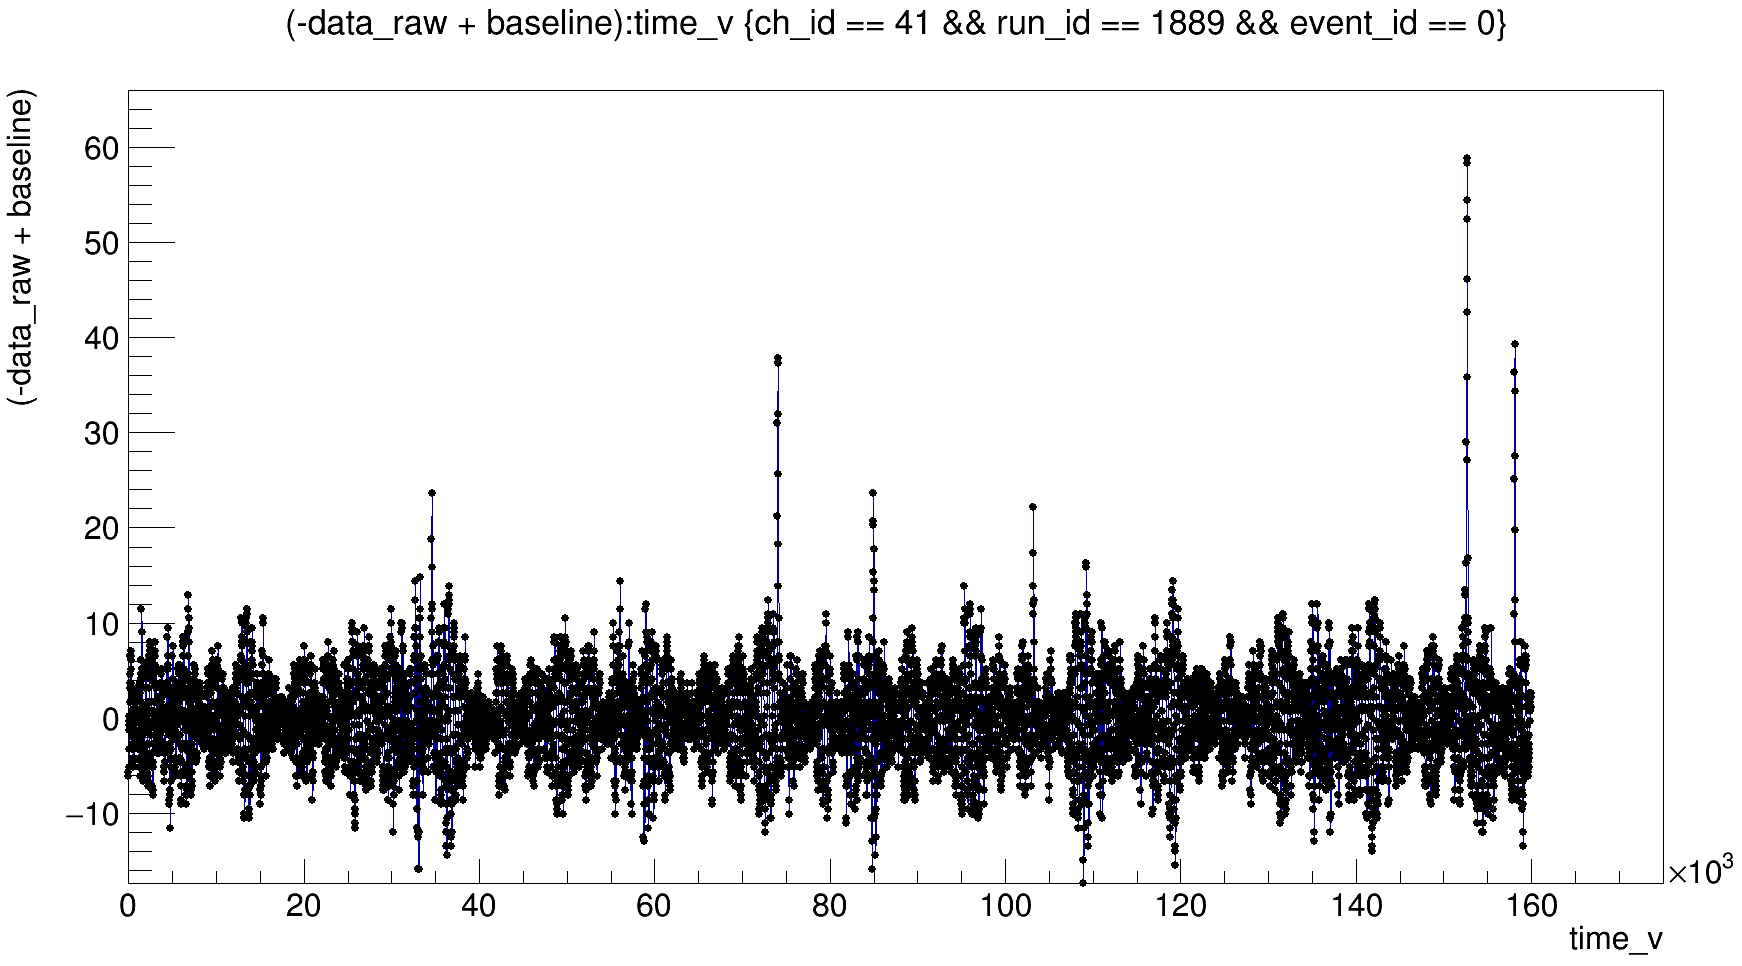 (-data_raw + baseline):time_v {ch_id == 41 && run_id == 1889 && event_id == 0}
(-data_raw + baseline)
60
50
40
30
20
10
0
−10
0 20 40 60 80 100 120 140 160
×10³
time_v